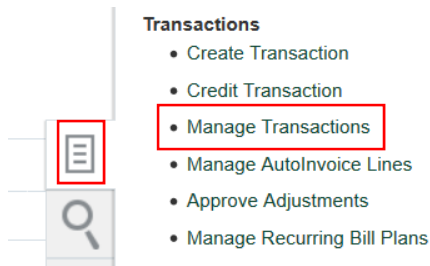 Transactions
• Create Transaction
• Credit Transaction
• Manage Transactions
• Manage AutoInvoice Lines
• Approve Adjustments
• Manage Recurring Bill Plans